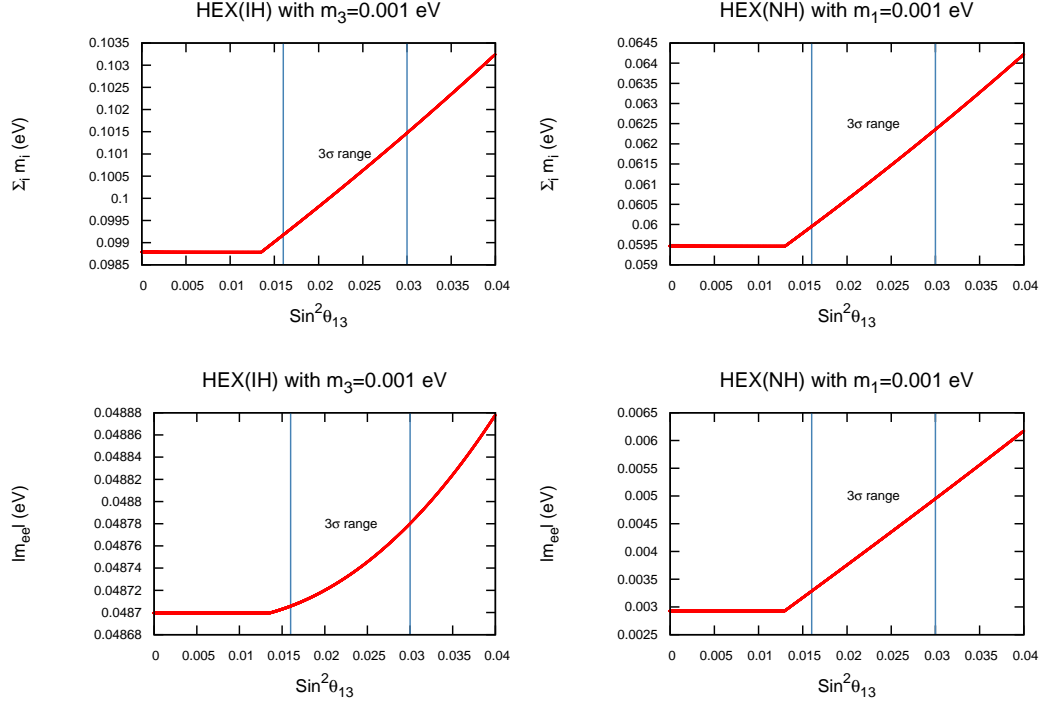 HEX(IH) with m3=0.001 eV
Σi mi (eV)
0.1035
0.103
0.1025
0.102
0.1015
0.101
0.1005
0.1
0.0995
0.099
0.0985
3σ range
0 0.005 0.01 0.015 0.02 0.025 0.03 0.035 0.04
Sin2θ13
HEX(NH) with m1=0.001 eV
Σi mi (eV)
0.0645
0.064
0.0635
0.063
0.0625
0.062
0.0615
0.061
0.0605
0.06
0.0595
0.059
3σ range
0 0.005 0.01 0.015 0.02 0.025 0.03 0.035 0.04
Sin2θ13
HEX(IH) with m3=0.001 eV
|mee| (eV)
0.04888
0.04886
0.04884
0.04882
0.0488
0.04878
0.04876
0.04874
0.04872
0.0487
0.04868
3σ range
0 0.005 0.01 0.015 0.02 0.025 0.03 0.035 0.04
Sin2θ13
HEX(NH) with m1=0.001 eV
|mee| (eV)
0.0065
0.006
0.0055
0.005
0.0045
0.004
0.0035
0.003
0.0025
3σ range
0 0.005 0.01 0.015 0.02 0.025 0.03 0.035 0.04
Sin2θ13